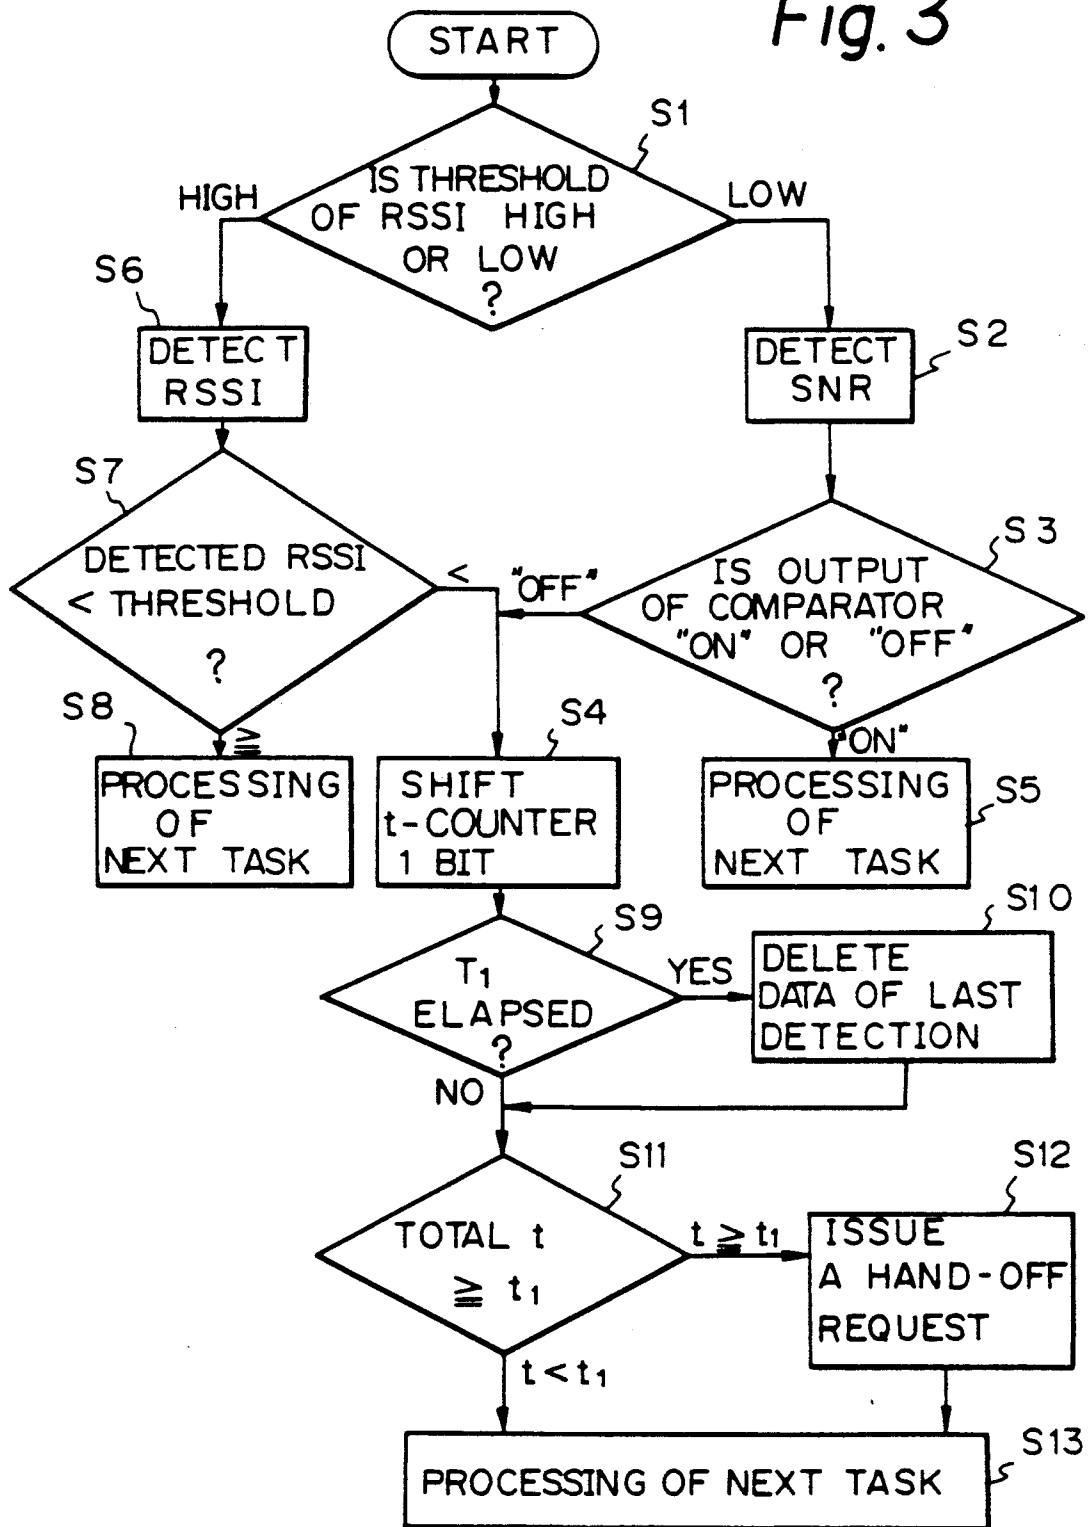 Fig. 3
START
S1
IS THRESHOLD
OF RSSI HIGH
OR LOW
?
HIGH
LOW
S6
DETECT
RSSI
S2
DETECT
SNR
S7
DETECTED RSSI
< THRESHOLD
?
<
"OFF"
S3
IS OUTPUT
OF COMPARATOR
"ON" OR "OFF"
?
S8
≧
PROCESSING
OF
NEXT TASK
S4
SHIFT
t-COUNTER
1 BIT
"ON"
PROCESSING
OF
NEXT TASK
S5
S9
T1
ELAPSED
?
YES
S10
DELETE
DATA OF LAST
DETECTION
NO
S11
TOTAL t
≧ t1
t ≧ t1
S12
ISSUE
A HAND-OFF
REQUEST
t < t1
S13
PROCESSING OF NEXT TASK